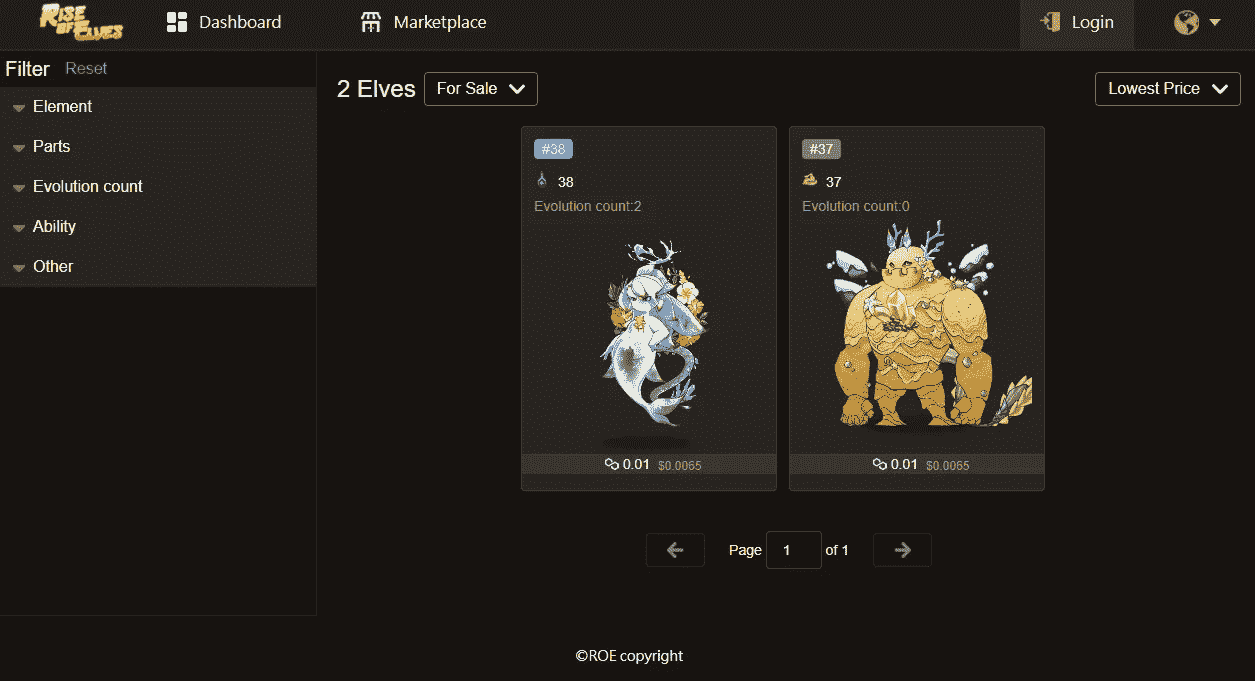 RISE OF ELVES
Dashboard
Marketplace
Login
Filter Reset
Element
Parts
Evolution count
Ability
Other
2 Elves
For Sale
Lowest Price
#38
38
Evolution count:2
0.01 $0.0065
#37
37
Evolution count:0
0.01 $0.0065
Page 1 of 1
©ROE copyright